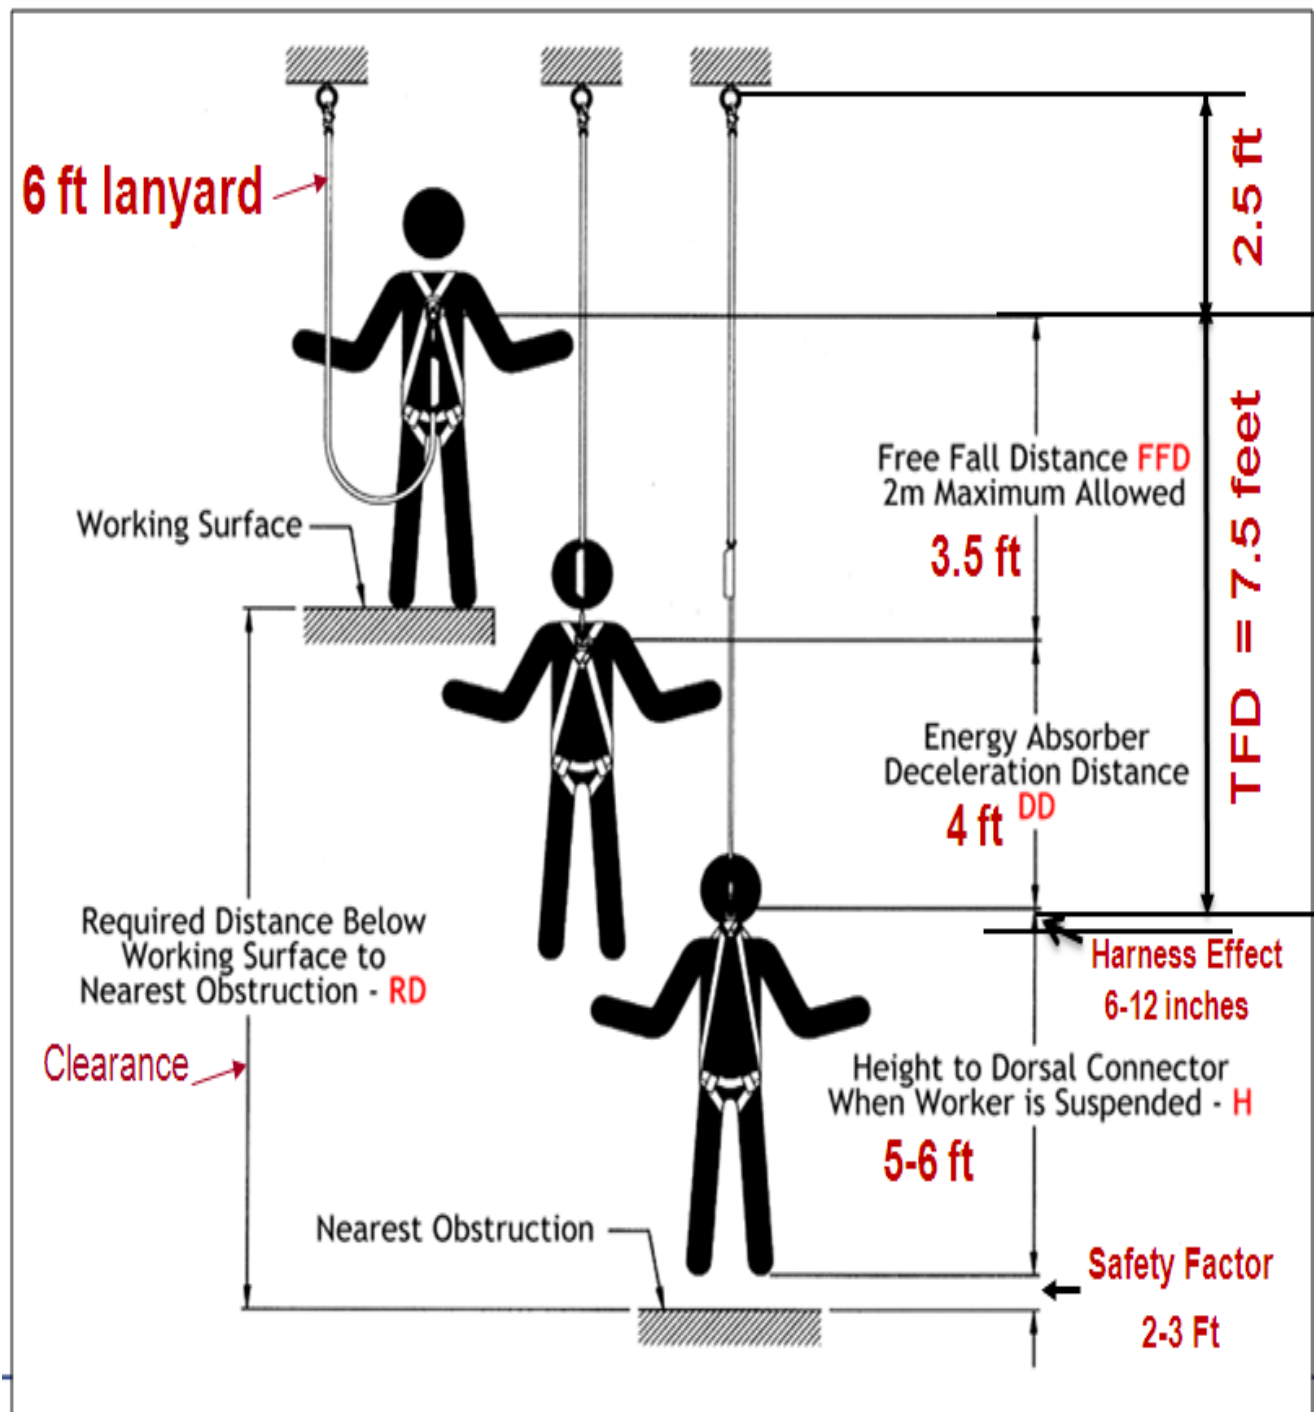 6 ft lanyard
2.5 ft
Working Surface
Free Fall Distance FFD
2m Maximum Allowed
3.5 ft
TFD = 7.5 feet
Energy Absorber
Deceleration Distance
4 ft DD
Required Distance Below
Working Surface to
Nearest Obstruction - RD
Clearance
Harness Effect
6-12 inches
Height to Dorsal Connector
When Worker is Suspended - H
5-6 ft
Nearest Obstruction
Safety Factor
2-3 Ft